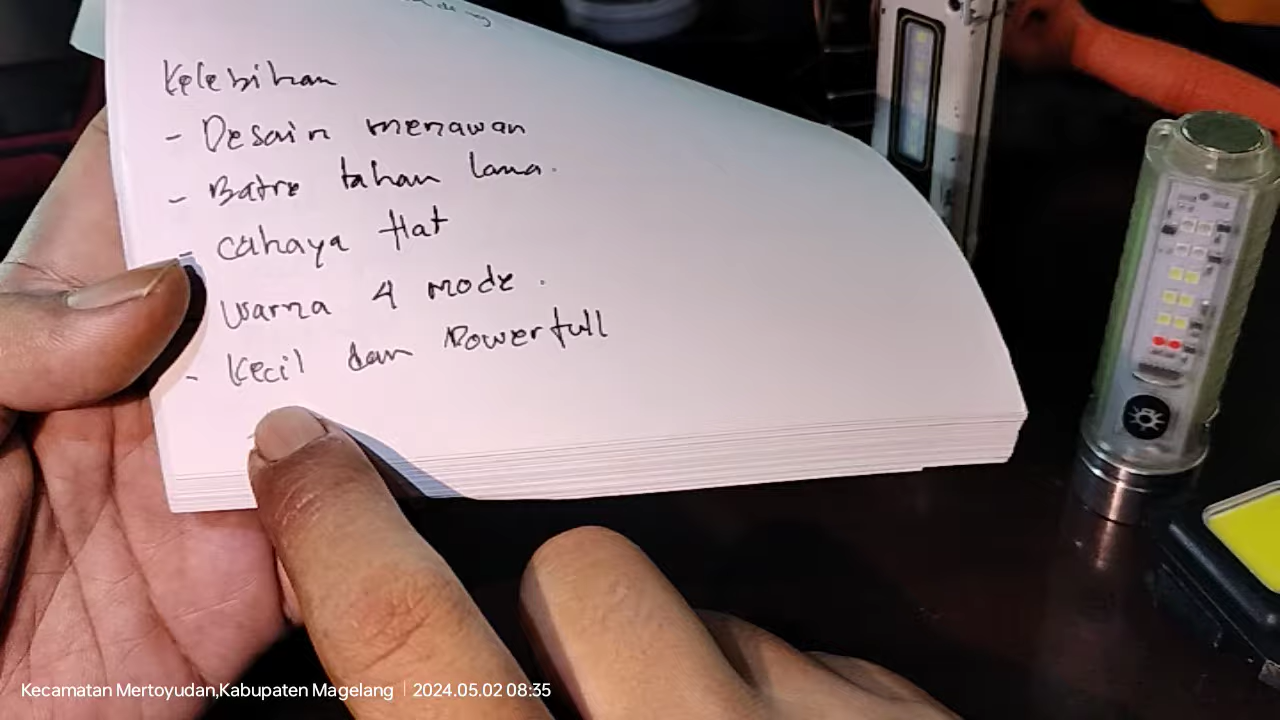 Kelebihan
- Desain menawan
- Batre tahan lama.
- cahaya flat
warna 4 mode.
- Kecil dan Powerfull
Kecamatan Mertoyudan,Kabupaten Magelang | 2024.05.02 08:35